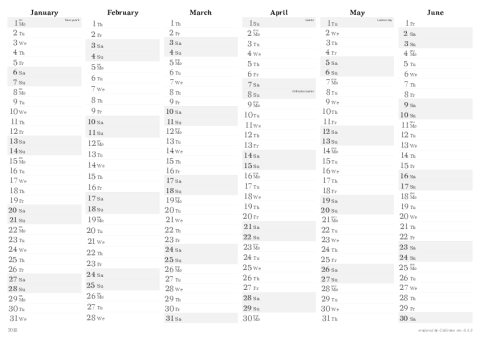 January
1 Mo
2 Tu
3 We
4 Th
5 Fr
6 Sa
7 Su
8 Mo
9 Tu
10 We
11 Th
12 Fr
13 Sa
14 Su
15 Mo
16 Tu
17 We
18 Th
19 Fr
20 Sa
21 Su
22 Mo
23 Tu
24 We
25 Th
26 Fr
27 Sa
28 Su
29 Mo
30 Tu
31 We
February
1 Th
2 Fr
3 Sa
4 Su
5 Mo
6 Tu
7 We
8 Th
9 Fr
10 Sa
11 Su
12 Mo
13 Tu
14 We
15 Th
16 Fr
17 Sa
18 Su
19 Mo
20 Tu
21 We
22 Th
23 Fr
24 Sa
25 Su
26 Mo
27 Tu
28 We
March
1 Th
2 Fr
3 Sa
4 Su
5 Mo
6 Tu
7 We
8 Th
9 Fr
10 Sa
11 Su
12 Mo
13 Tu
14 We
15 Th
16 Fr
17 Sa
18 Su
19 Mo
20 Tu
21 We
22 Th
23 Fr
24 Sa
25 Su
26 Mo
27 Tu
28 We
29 Th
30 Fr
31 Sa
April
1 Su
2 Mo
3 Tu
4 We
5 Th
6 Fr
7 Sa
8 Su
9 Mo
10 Tu
11 We
12 Th
13 Fr
14 Sa
15 Su
16 Mo
17 Tu
18 We
19 Th
20 Fr
21 Sa
22 Su
23 Mo
24 Tu
25 We
26 Th
27 Fr
28 Sa
29 Su
30 Mo
May
1 Tu
2 We
3 Th
4 Fr
5 Sa
6 Su
7 Mo
8 Tu
9 We
10 Th
11 Fr
12 Sa
13 Su
14 Mo
15 Tu
16 We
17 Th
18 Fr
19 Sa
20 Su
21 Mo
22 Tu
23 We
24 Th
25 Fr
26 Sa
27 Su
28 Mo
29 Tu
30 We
31 Th
June
1 Fr
2 Sa
3 Su
4 Mo
5 Tu
6 We
7 Th
8 Fr
9 Sa
10 Su
11 Mo
12 Tu
13 We
14 Th
15 Fr
16 Sa
17 Su
18 Mo
19 Tu
20 We
21 Th
22 Fr
23 Sa
24 Su
25 Mo
26 Tu
27 We
28 Th
29 Fr
30 Sa
2018